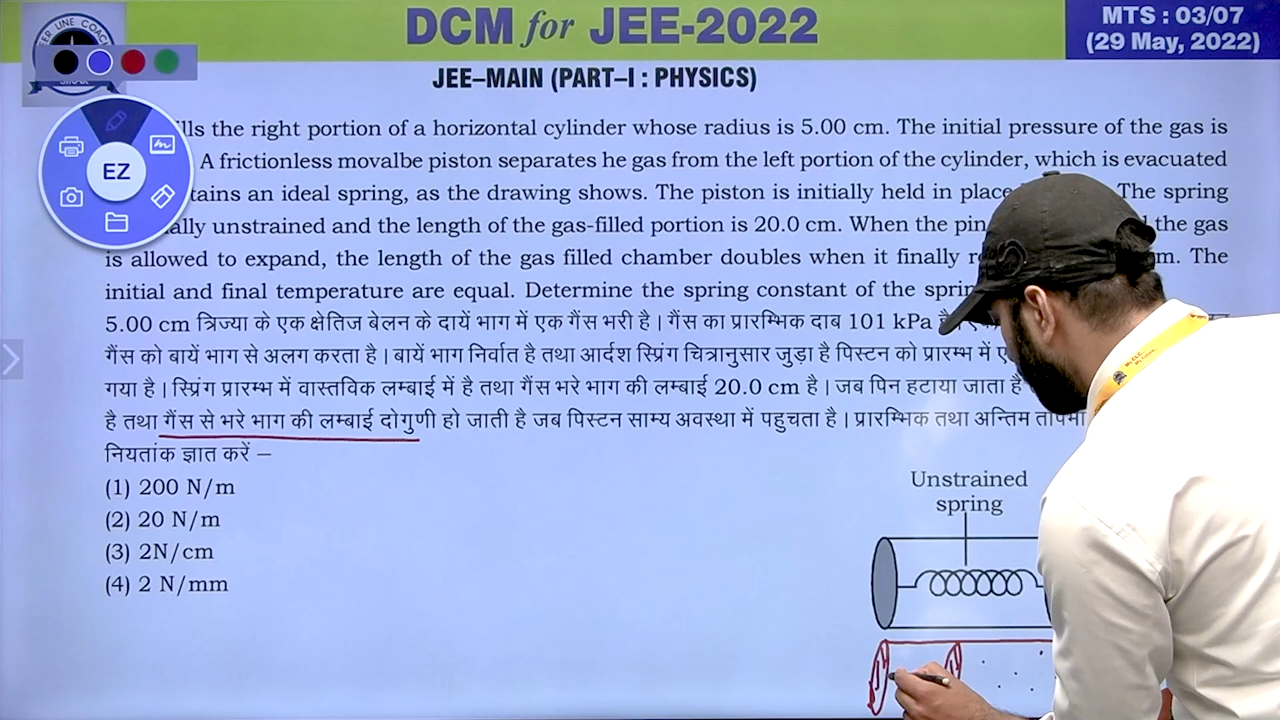 DCM for JEE-2022
MTS : 03/07
(29 May, 2022)
LINE COAC
JEE–MAIN (PART–I : PHYSICS)
EZ
the right portion of a horizontal cylinder whose radius is 5.00 cm. The initial pressure of the gas is
A frictionless movalbe piston separates he gas from the left portion of the cylinder, which is evacuated
an ideal spring, as the drawing shows. The piston is initially held in place The spring
unstrained and the length of the gas-filled portion is 20.0 cm. When the pin the gas
is allowed to expand, the length of the gas filled chamber doubles when it finally The
initial and final temperature are equal. Determine the spring constant of the
5.00 cm त्रिज्या के एक क्षेतिज बेलन के दायें भाग में एक गैंस भरी है। गैंस का प्रारम्भिक दाब 101 kPa
गैंस को बायें भाग से अलग करता है। बायें भाग निर्वात है तथा आर्दश स्प्रिंग चित्रानुसार जुड़ा है पिस्टन को प्रारम्भ में
गया है। स्प्रिंग प्रारम्भ में वास्तविक लम्बाई में है तथा गैंस भरे भाग की लम्बाई 20.0 cm है। जब पिन हटाया जाता
है तथा गैंस से भरे भाग की लम्बाई दोगुणी हो जाती है जब पिस्टन साम्य अवस्था में पहुचता है। प्रारम्भिक तथा अन्तिम
नियतांक ज्ञात करें –
(1) 200 N/m
(2) 20 N/m
(3) 2N/cm
(4) 2 N/mm
Unstrained
spring